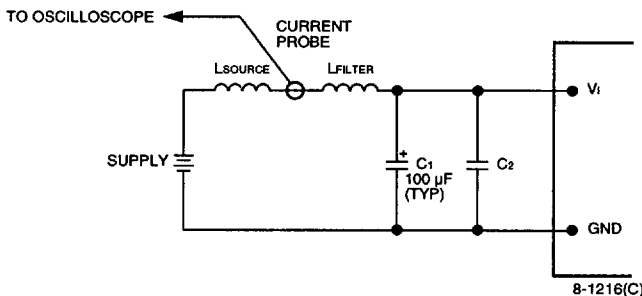 TO OSCILLOSCOPE
CURRENT
PROBE
LSOURCE
LFILTER
VI
SUPPLY
+
C1
100 µF
(TYP)
C2
GND
8-1216(C)